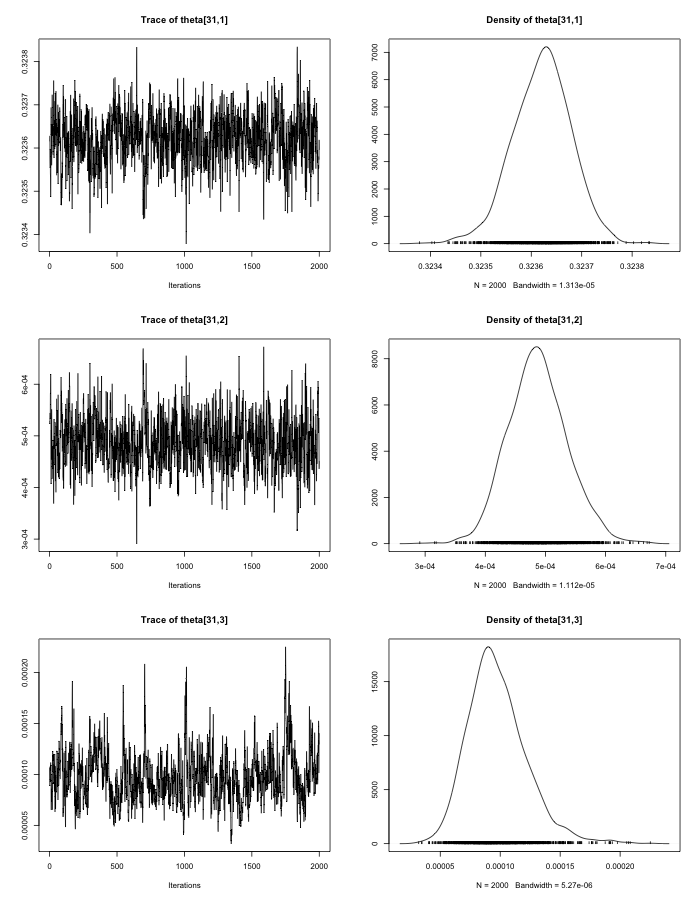 Trace of theta[31,1]
0.3234 0.3235 0.3236 0.3237 0.3238
0 500 1000 1500 2000
Iterations
Density of theta[31,1]
0 1000 2000 3000 4000 5000 6000 7000
0.3234 0.3235 0.3236 0.3237 0.3238
N = 2000 Bandwidth = 1.313e-05
Trace of theta[31,2]
3e-04 4e-04 5e-04 6e-04
0 500 1000 1500 2000
Iterations
Density of theta[31,2]
0 2000 4000 6000 8000
3e-04 4e-04 5e-04 6e-04 7e-04
N = 2000 Bandwidth = 1.112e-05
Trace of theta[31,3]
0.00005 0.00010 0.00015 0.00020
0 500 1000 1500 2000
Iterations
Density of theta[31,3]
0 5000 10000 15000
0.00005 0.00010 0.00015 0.00020
N = 2000 Bandwidth = 5.27e-06